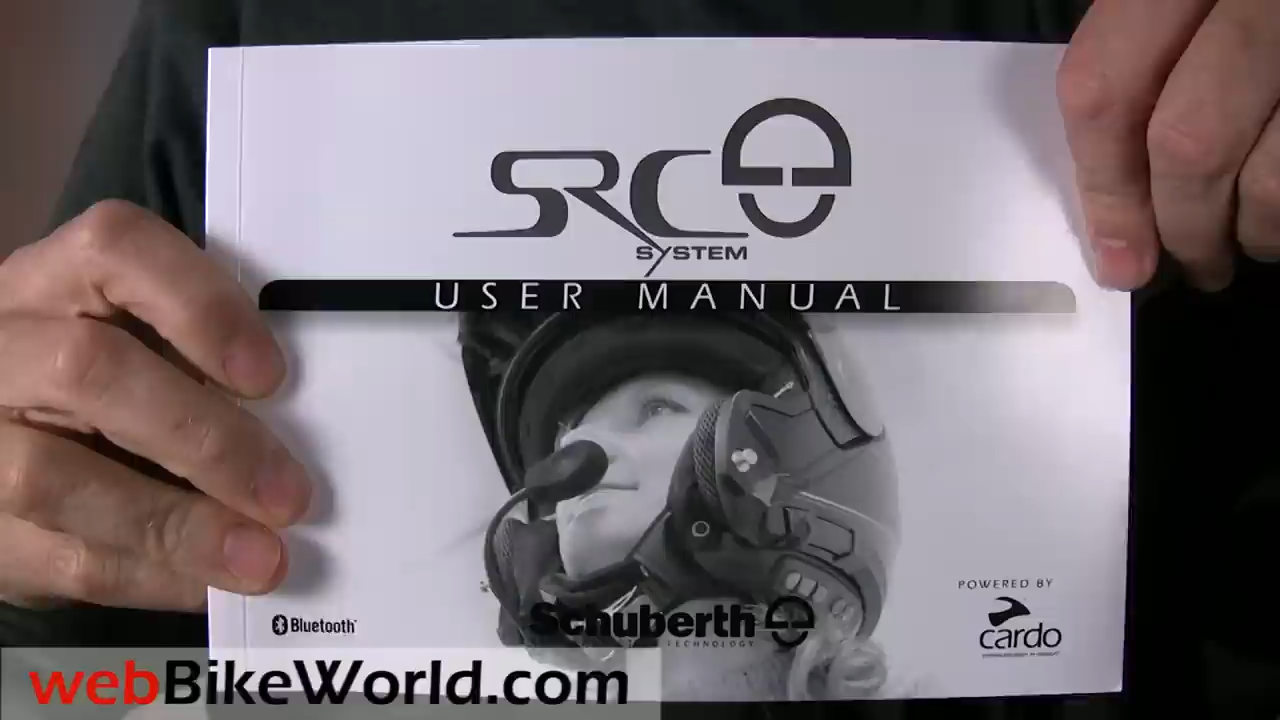 SRC
SYSTEM
USER MANUAL
POWERED BY
cardo
Schuberth
TECHNOLOGY
Bluetooth
webBikeWorld.com